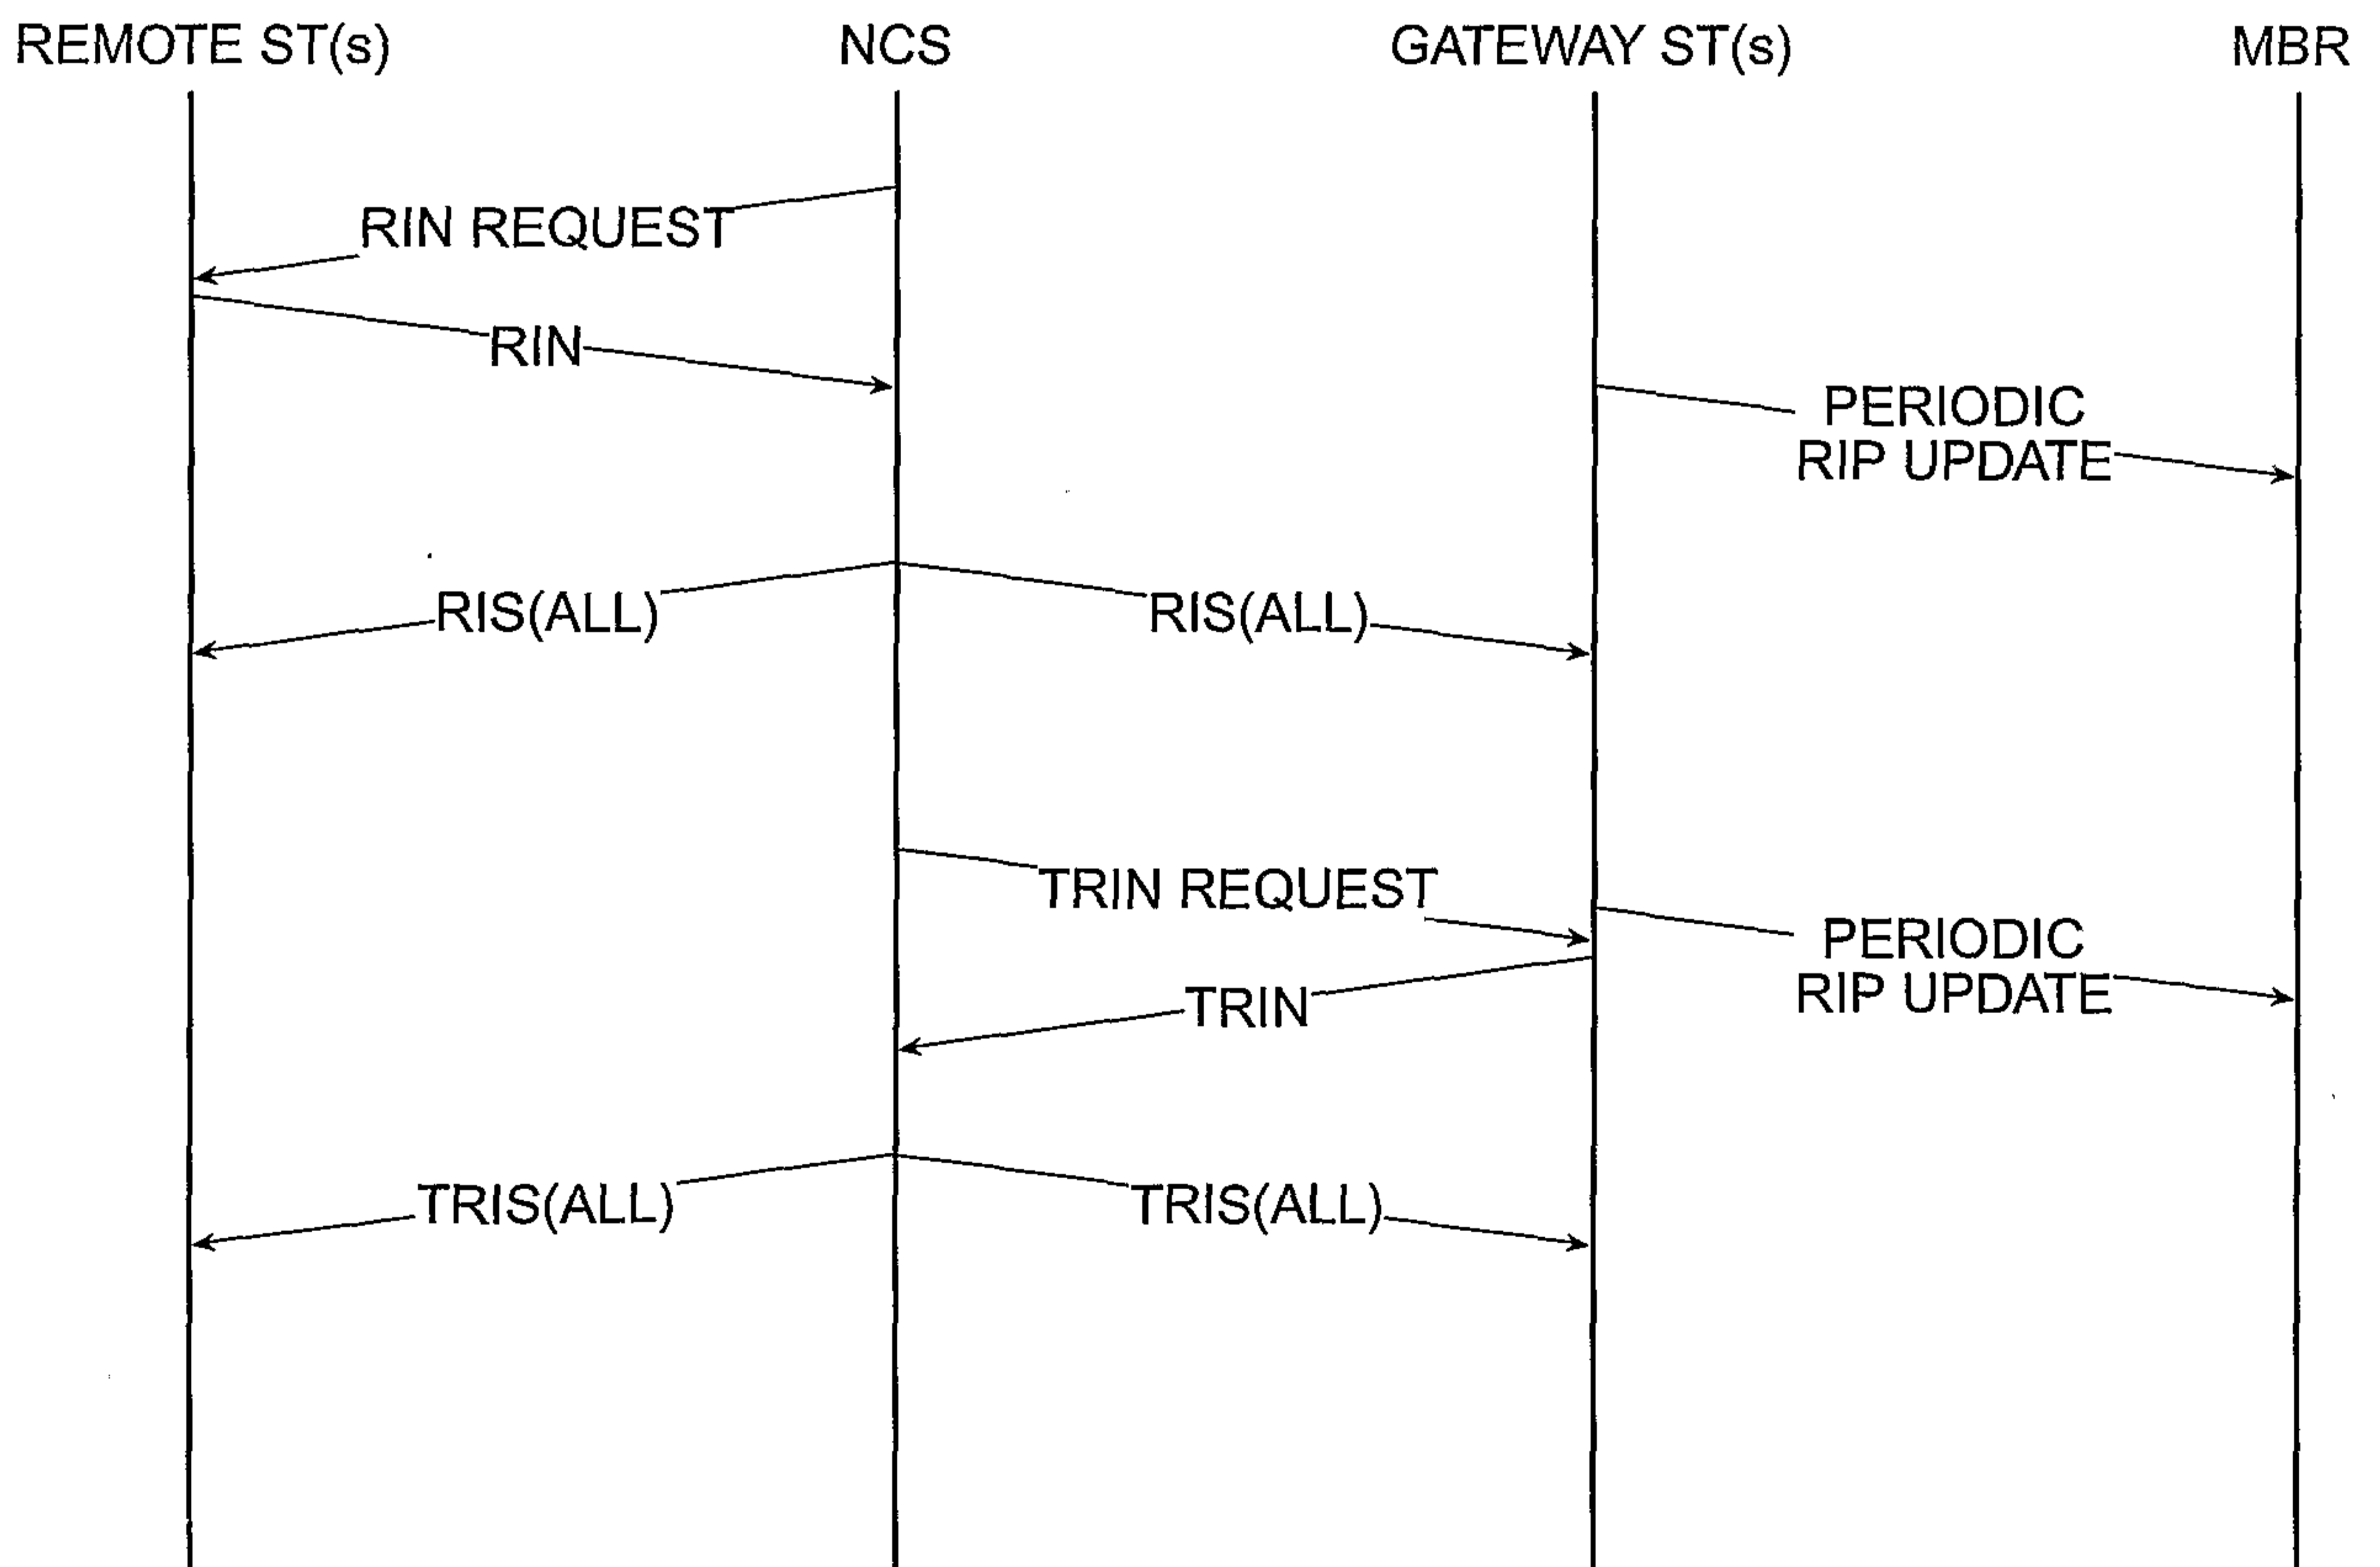 REMOTE ST(s)
NCS
GATEWAY ST(s)
MBR
RIN REQUEST
RIN
PERIODIC
RIP UPDATE
RIS(ALL)
RIS(ALL)
TRIN REQUEST
PERIODIC
RIP UPDATE
TRIN
TRIS(ALL)
TRIS(ALL)